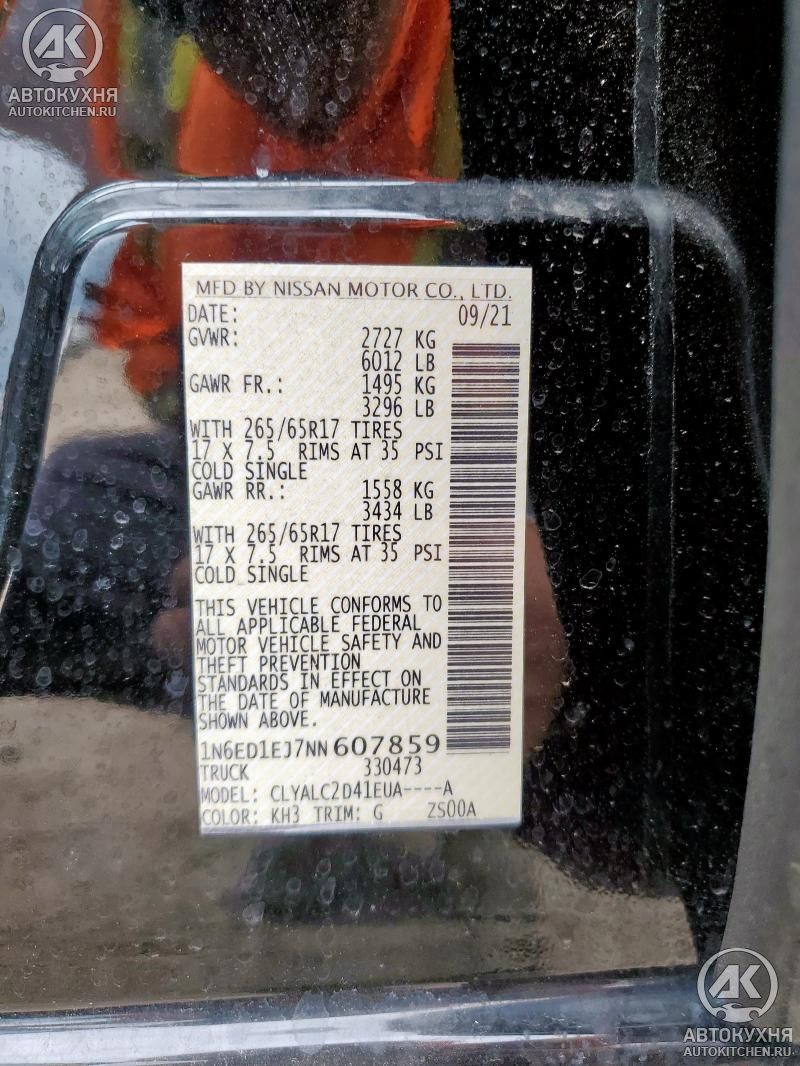 AK
АВТОКУХНЯ
AUTOKITCHEN.RU
MFD BY NISSAN MOTOR CO., LTD.
DATE: 09/21
GVWR: 2727 KG
6012 LB
GAWR FR.: 1495 KG
3296 LB
WITH 265/65R17 TIRES
17 X 7.5 RIMS AT 35 PSI
COLD SINGLE
GAWR RR.: 1558 KG
3434 LB
WITH 265/65R17 TIRES
17 X 7.5 RIMS AT 35 PSI
COLD SINGLE
THIS VEHICLE CONFORMS TO
ALL APPLICABLE FEDERAL
MOTOR VEHICLE SAFETY AND
THEFT PREVENTION
STANDARDS IN EFFECT ON
THE DATE OF MANUFACTURE
SHOWN ABOVE.
1N6ED1EJ7NN607859
TRUCK 330473
MODEL: CLYALC2D41EUA----A
COLOR: KH3 TRIM: G ZS00A
AK
АВТОКУХНЯ
AUTOKITCHEN.RU